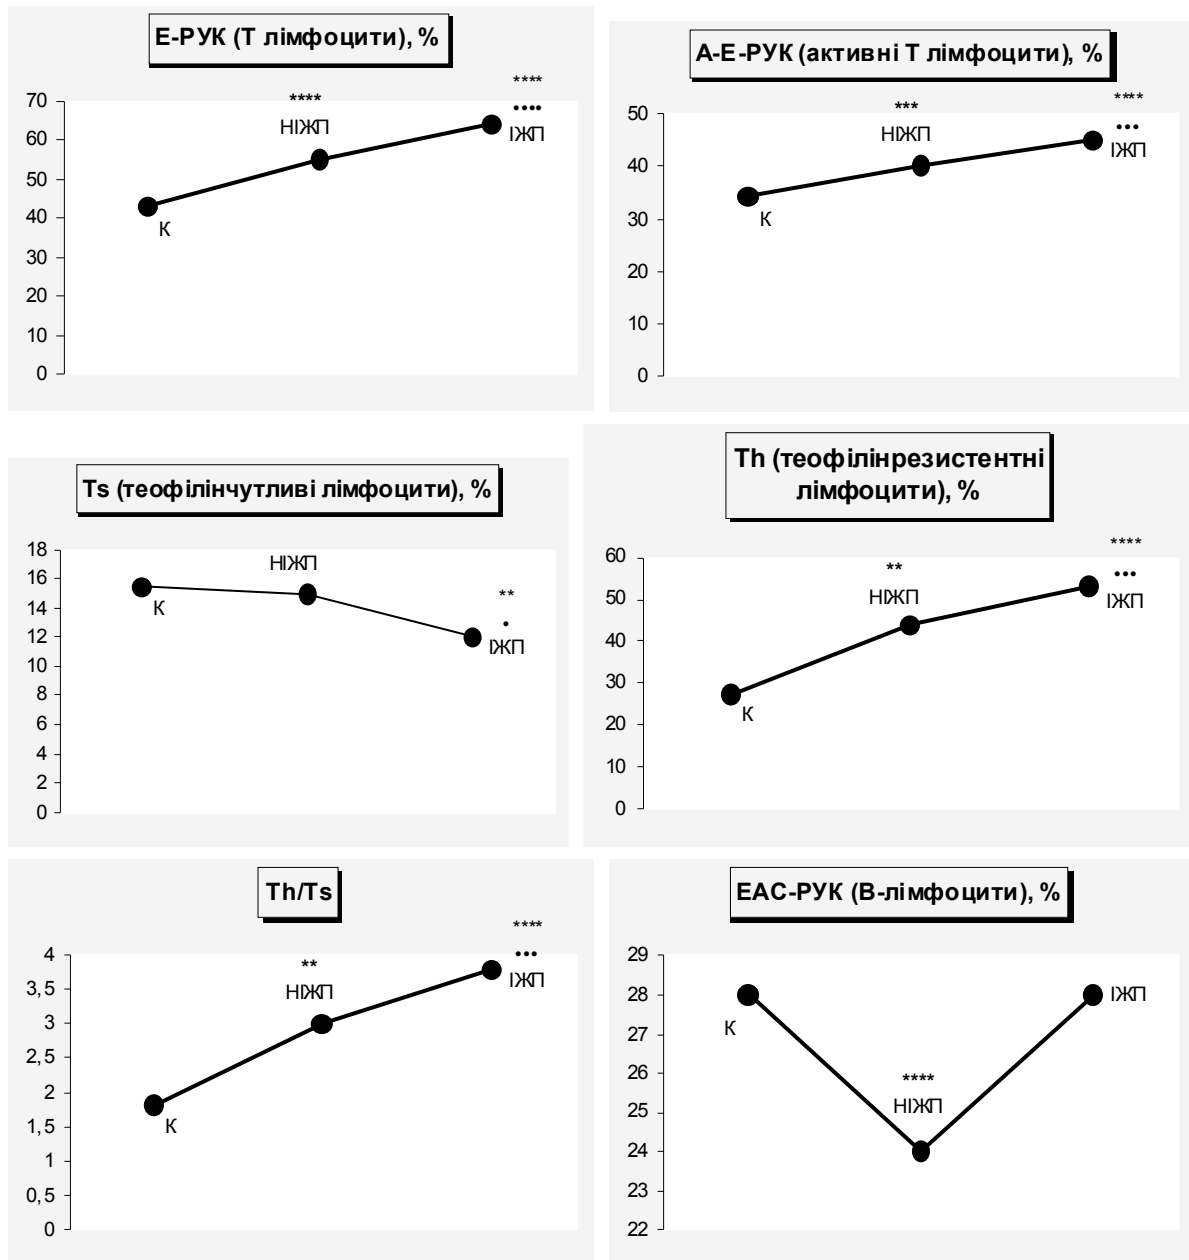 Е-РУК (Т лімфоцити), %
****
••••
****
70
НІЖП
ІЖП
60
50
40
К
30
20
10
0
А-Е-РУК (активні Т лімфоцити), %
****
•••
***
50
НІЖП
ІЖП
40
30
К
20
10
0
Ts (теофілінчутливі лімфоцити), %
18
НІЖП
16
**
14
К
•
12
ІЖП
10
8
6
4
2
0
Th (теофілінрезистентні
лімфоцити), %
****
60
**
•••
50
НІЖП
ІЖП
40
30
К
20
10
0
Th/Ts
****
4
•••
**
3,5
НІЖП
ІЖП
3
2,5
2
1,5
К
1
0,5
0
ЕАС-РУК (В-лімфоцити), %
29
28
ІЖП
27
К
26
****
25
НІЖП
24
23
22